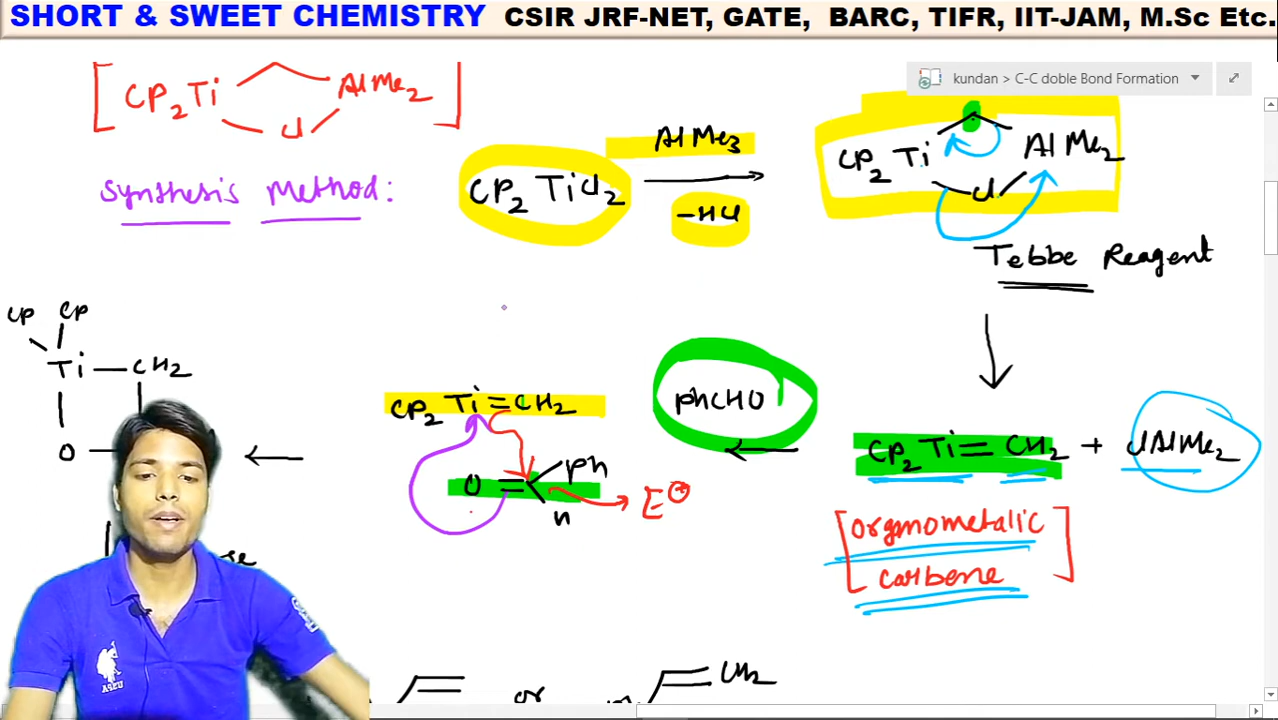 SHORT & SWEET CHEMISTRY CSIR JRF-NET, GATE, BARC, TIFR, IIT-JAM, M.Sc Etc.
kundan > C-C doble Bond Formation
[CP2Ti Cl AlMe2]
Synthesis Method:
CP2TiCl2
AlMe3
-HCl
CP2Ti Cl AlMe2
Tebbe Reagent
CP CP
Ti — CH2
O —
CP2Ti=CH2
O= Ph
H
E⊕
PhCHO
CP2Ti=CH2 + ClAlMe2
[orgmometalic
carbene]
se
or
CH2